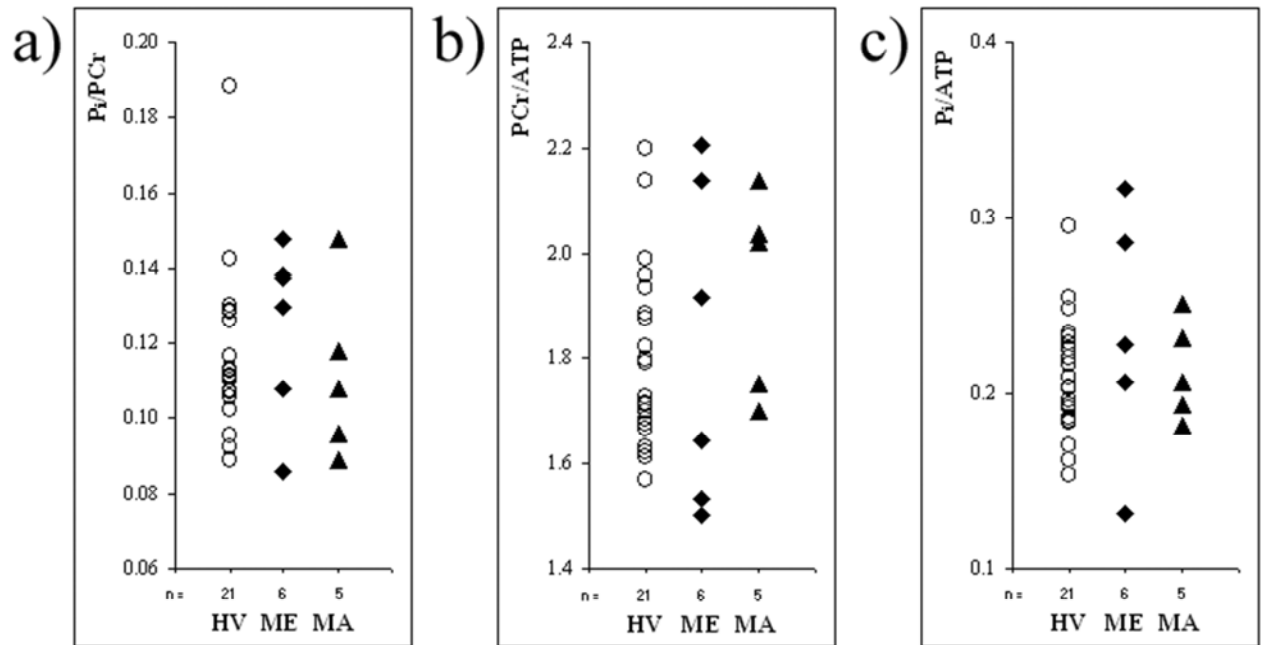 a)
Pi/PCr
0.20
0.18
0.16
0.14
0.12
0.10
0.08
0.06
n = 21 6 5
HV ME MA
b)
PCr/ATP
2.4
2.2
2.0
1.8
1.6
1.4
n = 21 6 5
HV ME MA
c)
Pi/ATP
0.4
0.3
0.2
0.1
n = 21 6 5
HV ME MA